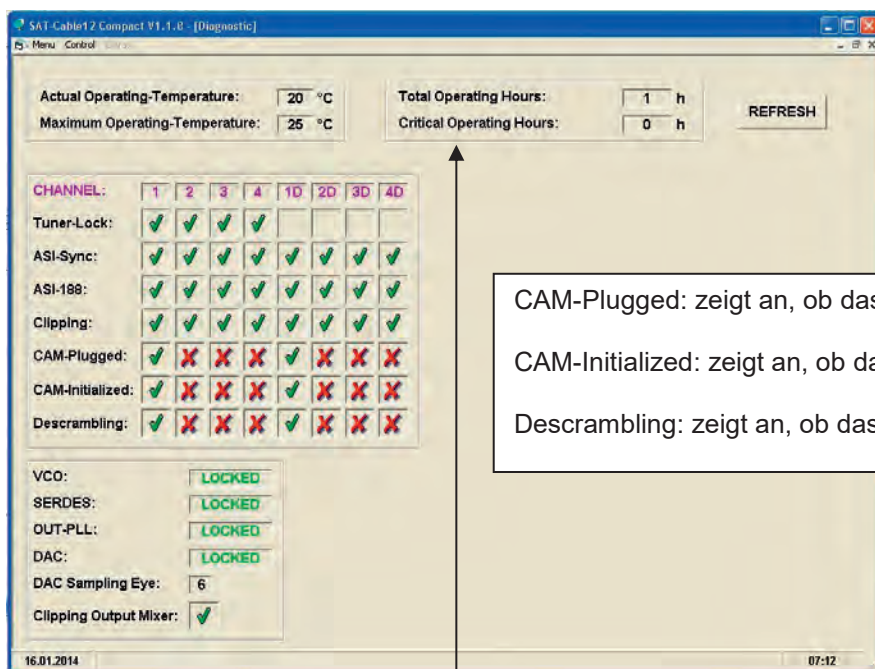 SAT-Cable12 Compact V1.1.0 - [Diagnostic]
Menu Control
Actual Operating-Temperature: 20 °C
Maximum Operating-Temperature: 25 °C
Total Operating Hours: 1 h
Critical Operating Hours: 0 h
REFRESH
CHANNEL: 1 2 3 4 1D 2D 3D 4D
Tuner-Lock:
ASI-Sync:
ASI-188:
Clipping:
CAM-Plugged:
CAM-Initialized:
Descrambling:
CAM-Plugged: zeigt an, ob das
CAM-Initialized: zeigt an, ob da
Descrambling: zeigt an, ob das
VCO: LOCKED
SERDES: LOCKED
OUT-PLL: LOCKED
DAC: LOCKED
DAC Sampling Eye: 6
Clipping Output Mixer:
16.01.2014 07:12